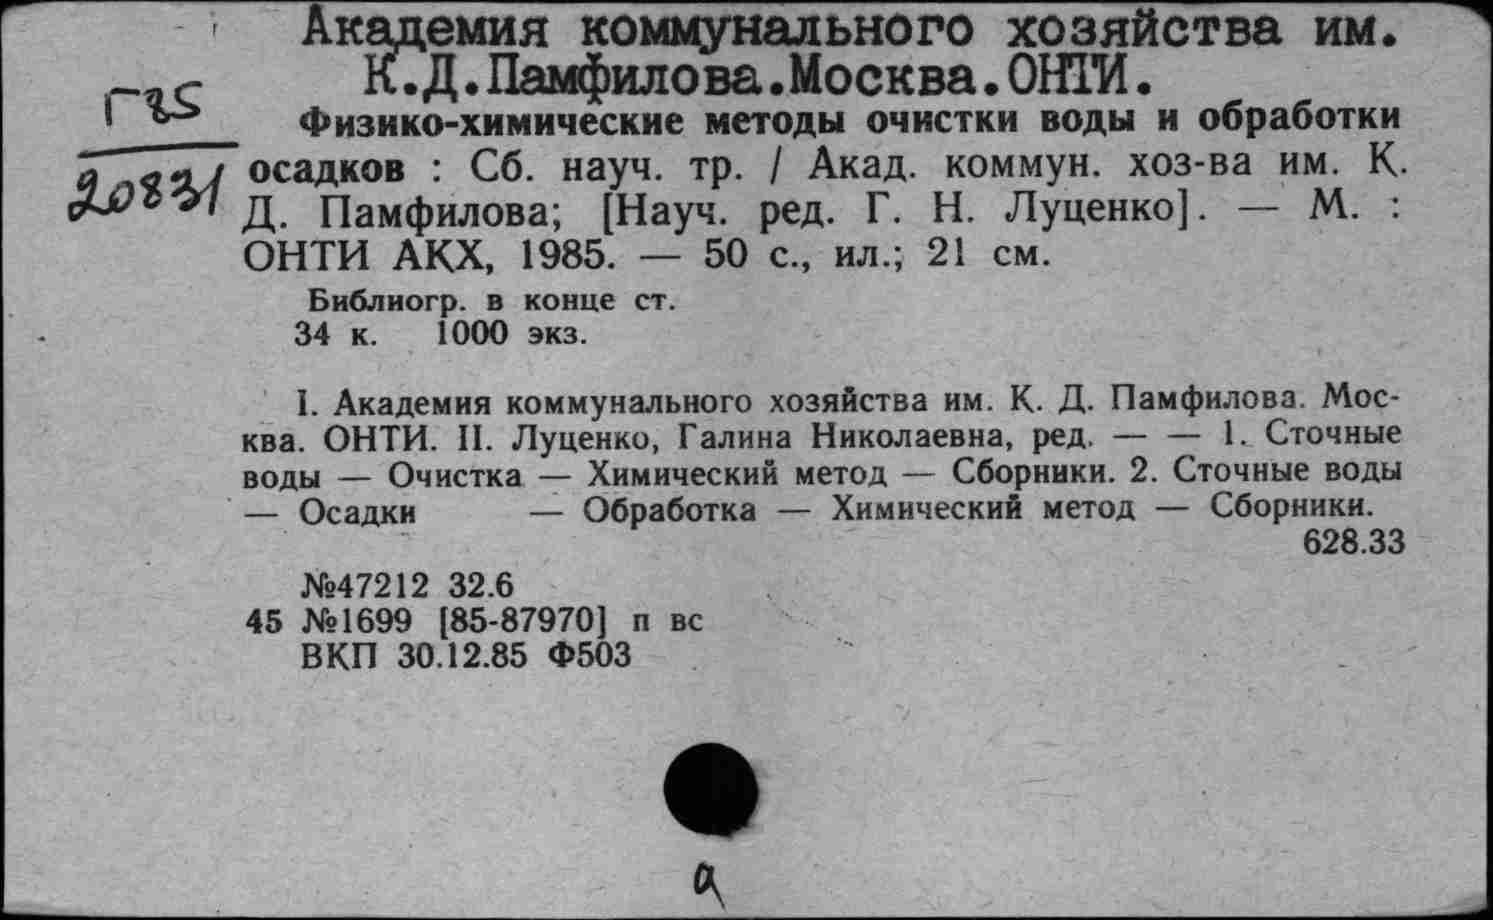 Академия коммунального хозяйства им.
К.Д.Памфилова.Москва.ОНТИ.
Г85
20831
Физико-химические методы очистки воды и обработки
осадков : Сб. науч. тр. / Акад. коммун. хоз-ва им. К.
Д. Памфилова; [Науч. ред. Г. Н. Луценко]. — М. :
ОНТИ АКХ, 1985. — 50 с., ил.; 21 см.
Библиогр. в конце ст.
34 к. 1000 экз.
I. Академия коммунального хозяйства им. К. Д. Памфилова. Мос-
ква. ОНТИ. II. Луценко, Галина Николаевна, ред. — — 1. Сточные
воды — Очистка — Химический метод — Сборники. 2. Сточные воды
— Осадки — Обработка — Химический метод — Сборники.
628.33
№47212 32.6
45 №1699 [85-87970] п вс
ВКП 30.12.85 Ф503
а